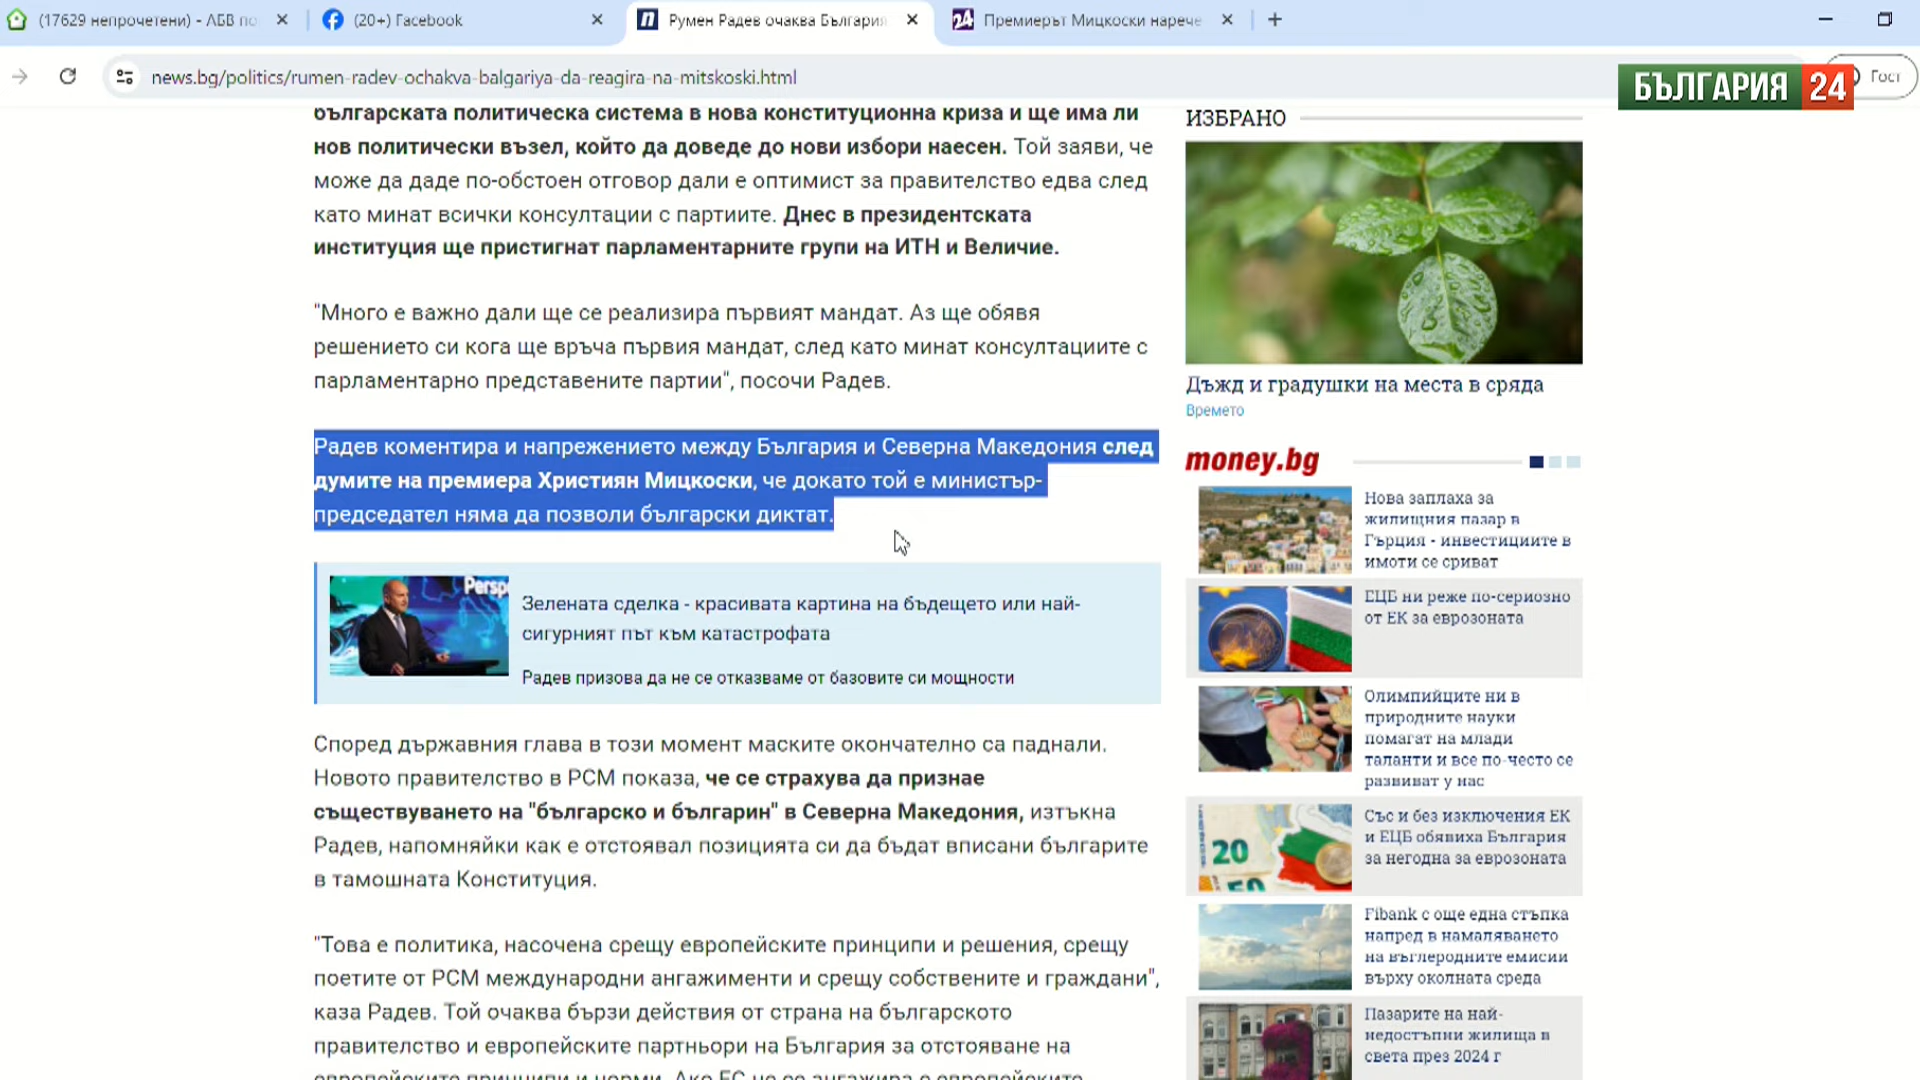 (17629 непрочетени) - АБВ по
(20+) Facebook
Румен Радев очаква България
24 Премиерът Мицкоски нарече
news.bg/politics/rumen-radev-ochakva-balgariya-da-reagira-na-mitskoski.html
Гост
БЪЛГАРИЯ 24
българската политическа система в нова конституционна криза и ще има ли
нов политически възел, който да доведе до нови избори наесен. Той заяви, че
може да даде по-обстоен отговор дали е оптимист за правителство едва след
като минат всички консултации с партиите. Днес в президентската
институция ще пристигнат парламентарните групи на ИТН и Величие.
"Много е важно дали ще се реализира първият мандат. Аз ще обявя
решението си кога ще връча първия мандат, след като минат консултациите с
парламентарно представените партии", посочи Радев.
Радев коментира и напрежението между България и Северна Македония след
думите на премиера Християн Мицкоски, че докато той е министър-
председател няма да позволи български диктат.
Persp
Зелената сделка - красивата картина на бъдещето или най-
сигурният път към катастрофата
Радев призова да не се отказваме от базовите си мощности
Според държавния глава в този момент маските окончателно са паднали.
Новото правителство в РСМ показа, че се страхува да признае
съществуването на "българско и българин" в Северна Македония, изтъкна
Радев, напомняйки как е отстоявал позицията си да бъдат вписани българите
в тамошната Конституция.
"Това е политика, насочена срещу европейските принципи и решения, срещу
поетите от РСМ международни ангажименти и срещу собствените и граждани",
каза Радев. Той очаква бързи действия от страна на българското
правителство и европейските партньори на България за отстояване на
европейските принципи и норми. Ако ЕС не се ангажира с европейските
ИЗБРАНО
Дъжд и градушки на места в сряда
Времето
money.bg
Нова заплаха за
жилищния пазар в
Гърция - инвестициите в
имоти се сриват
ЕЦБ ни реже по-сериозно
от ЕК за еврозоната
Олимпийците ни в
природните науки
помагат на млади
таланти и все по-често се
развиват у нас
20
50
Със и без изключения ЕК
и ЕЦБ обявиха България
за негодна за еврозоната
Fibank с още една стъпка
напред в намаляването
на въглеродните емисии
върху околната среда
Пазарите на най-
недостъпни жилища в
света през 2024 г